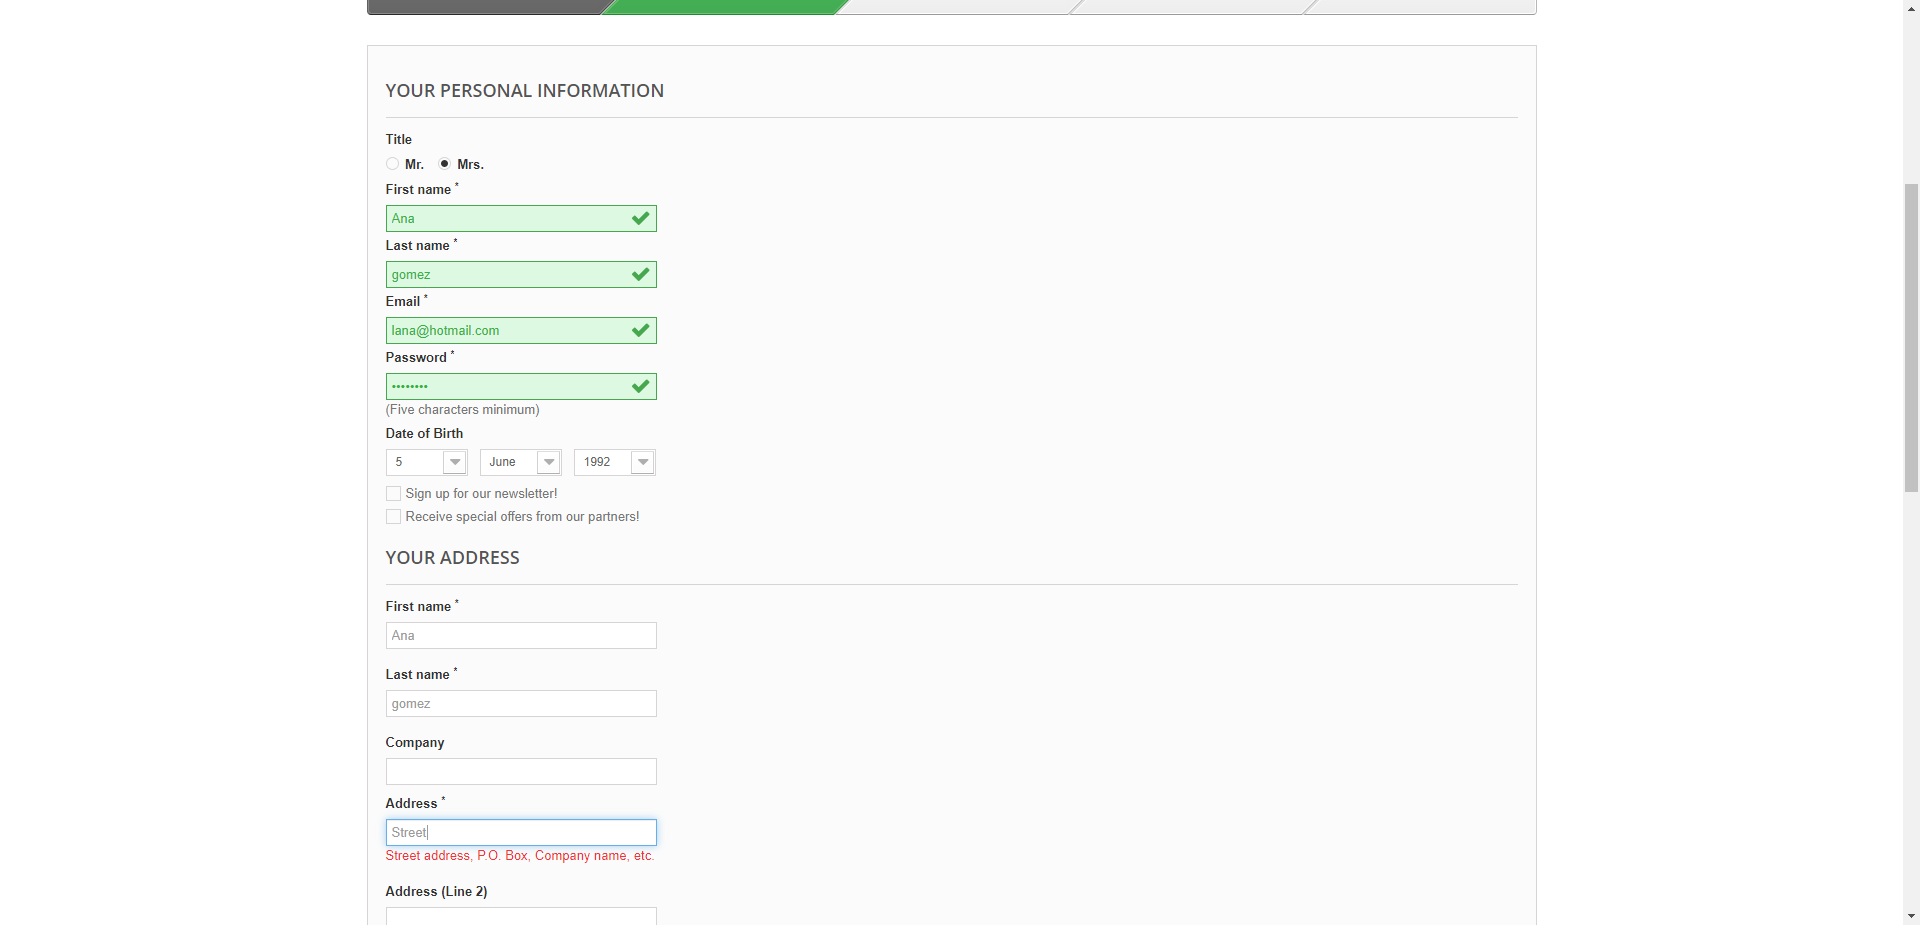 YOUR PERSONAL INFORMATION
Title
Mr. Mrs.
First name *
Ana
Last name *
gomez
Email *
lana@hotmail.com
Password *
••••••••
(Five characters minimum)
Date of Birth
5 June 1992
Sign up for our newsletter!
Receive special offers from our partners!
YOUR ADDRESS
First name *
Ana
Last name *
gomez
Company
Address *
Street
Street address, P.O. Box, Company name, etc.
Address (Line 2)